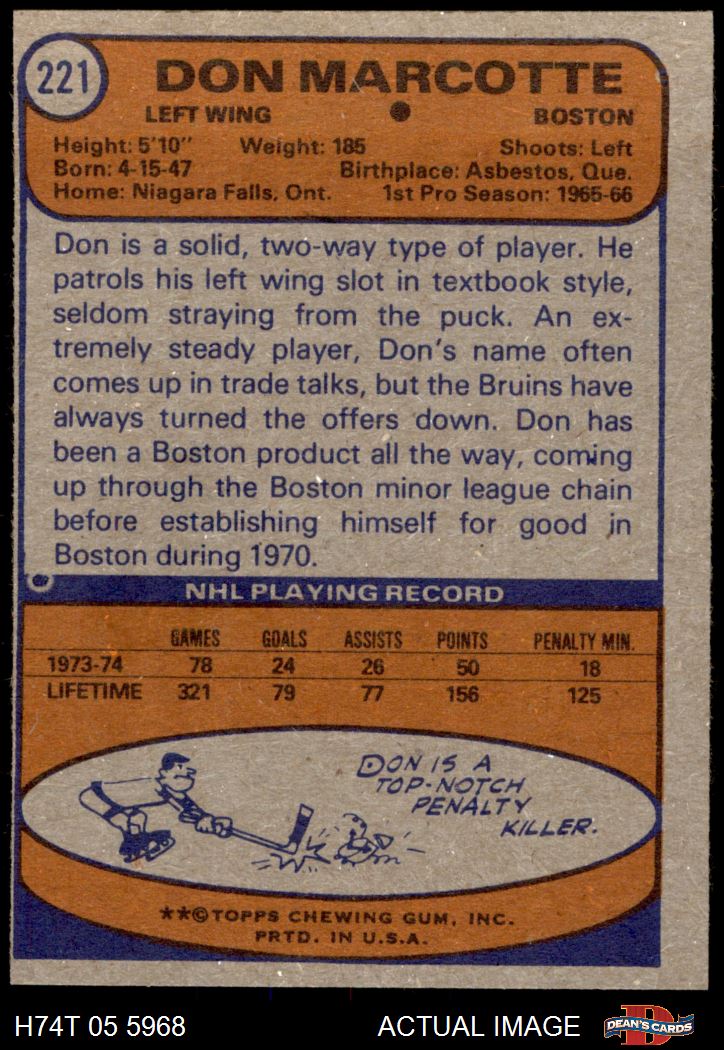 221
DON MARCOTTE
LEFT WING BOSTON
Height: 5'10" Weight: 185 Shoots: Left
Born: 4-15-47 Birthplace: Asbestos, Que.
Home: Niagara Falls, Ont. 1st Pro Season: 1965-66
Don is a solid, two-way type of player. He
patrols his left wing slot in textbook style,
seldom straying from the puck. An ex-
tremely steady player, Don's name often
comes up in trade talks, but the Bruins have
always turned the offers down. Don has
been a Boston product all the way, coming
up through the Boston minor league chain
before establishing himself for good in
Boston during 1970.
NHL PLAYING RECORD
GAMES GOALS ASSISTS POINTS PENALTY MIN.
1973-74 78 24 26 50 18
LIFETIME 321 79 77 156 125
DON IS A
TOP-NOTCH
PENALTY
KILLER.
**©TOPPS CHEWING GUM, INC.
PRTD. IN U.S.A.
H74T 05 5968 ACTUAL IMAGE D DEAN'S CARDS